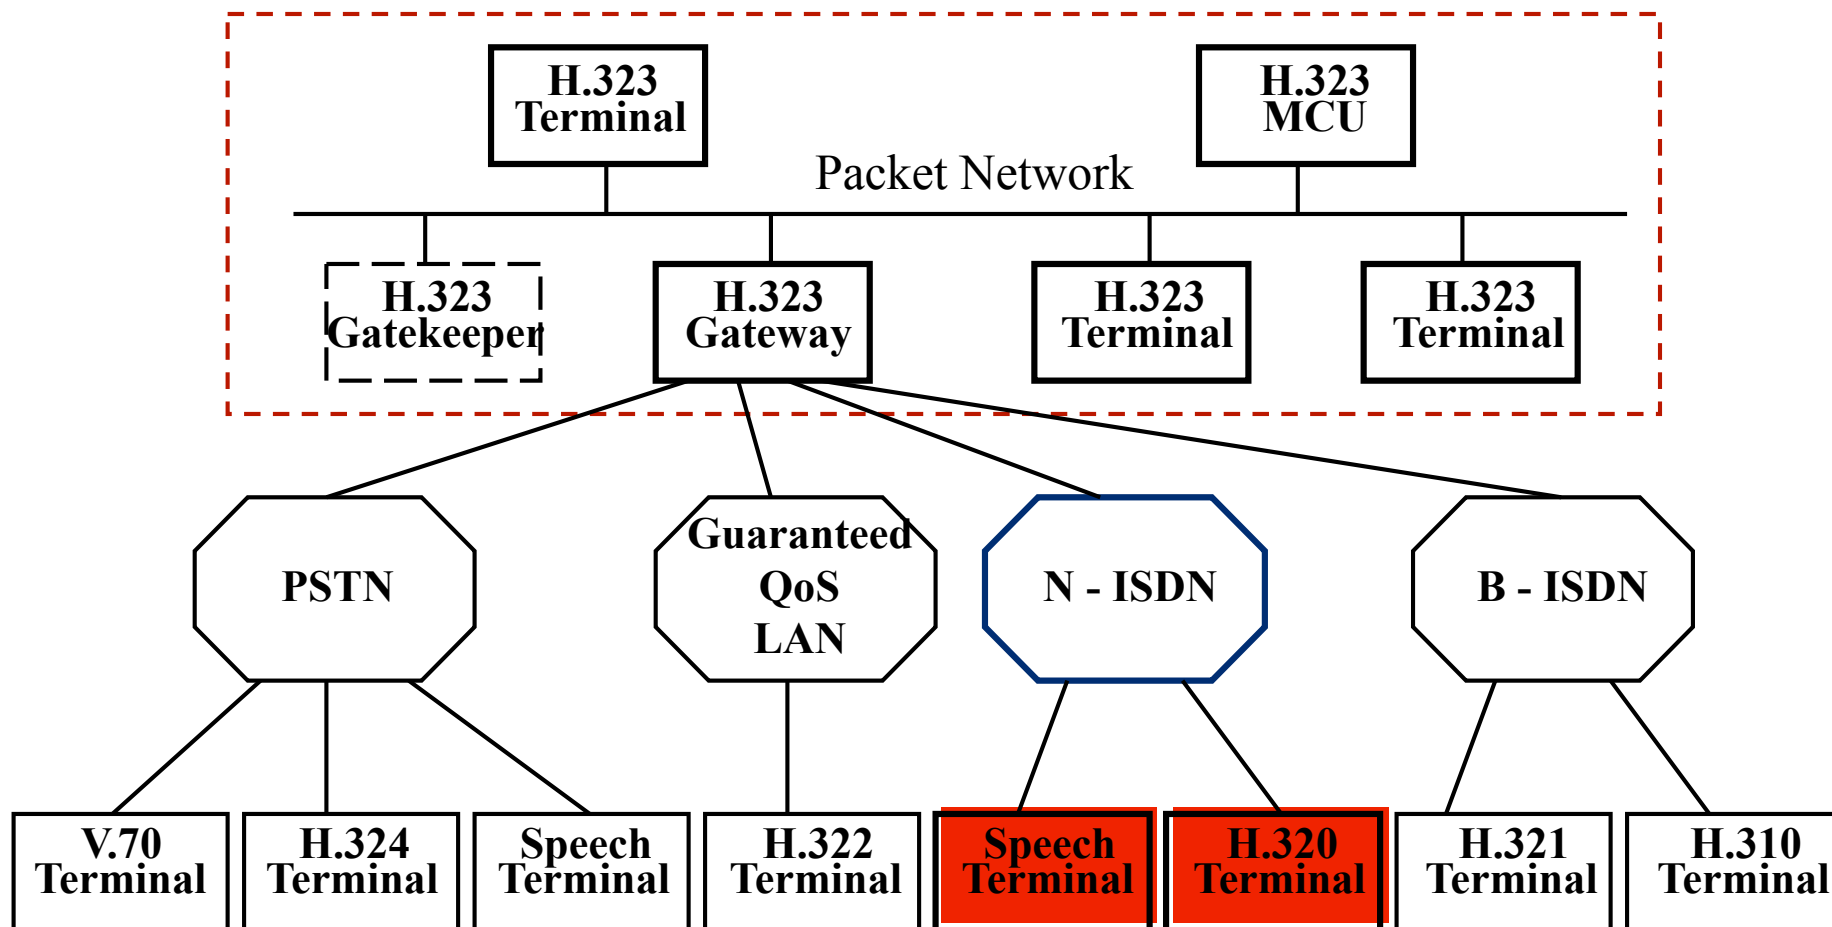 H.323
Terminal
H.323
MCU
Packet Network
H.323
Gatekeeper
H.323
Gateway
H.323
Terminal
H.323
Terminal
PSTN
Guaranteed
QoS
LAN
N - ISDN
B - ISDN
V.70
Terminal
H.324
Terminal
Speech
Terminal
H.322
Terminal
Speech
Terminal
H.320
Terminal
H.321
Terminal
H.310
Terminal